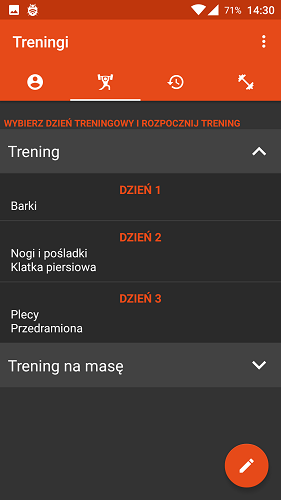 71% 14:30
Treningi
WYBIERZ DZIEŃ TRENINGOWY I ROZPOCZNIJ TRENING
Trening
DZIEŃ 1
Barki
DZIEŃ 2
Nogi i pośladki
Klatka piersiowa
DZIEŃ 3
Plecy
Przedramiona
Trening na masę